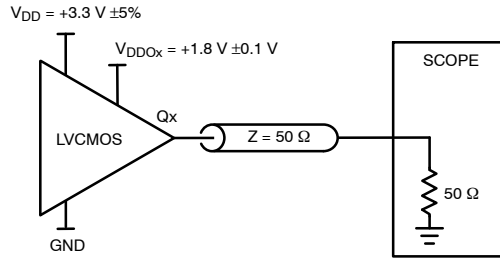 VDD = +3.3 V ±5%
VDDOx = +1.8 V ±0.1 V
SCOPE
Qx
LVCMOS
Z = 50 Ω
50 Ω
GND